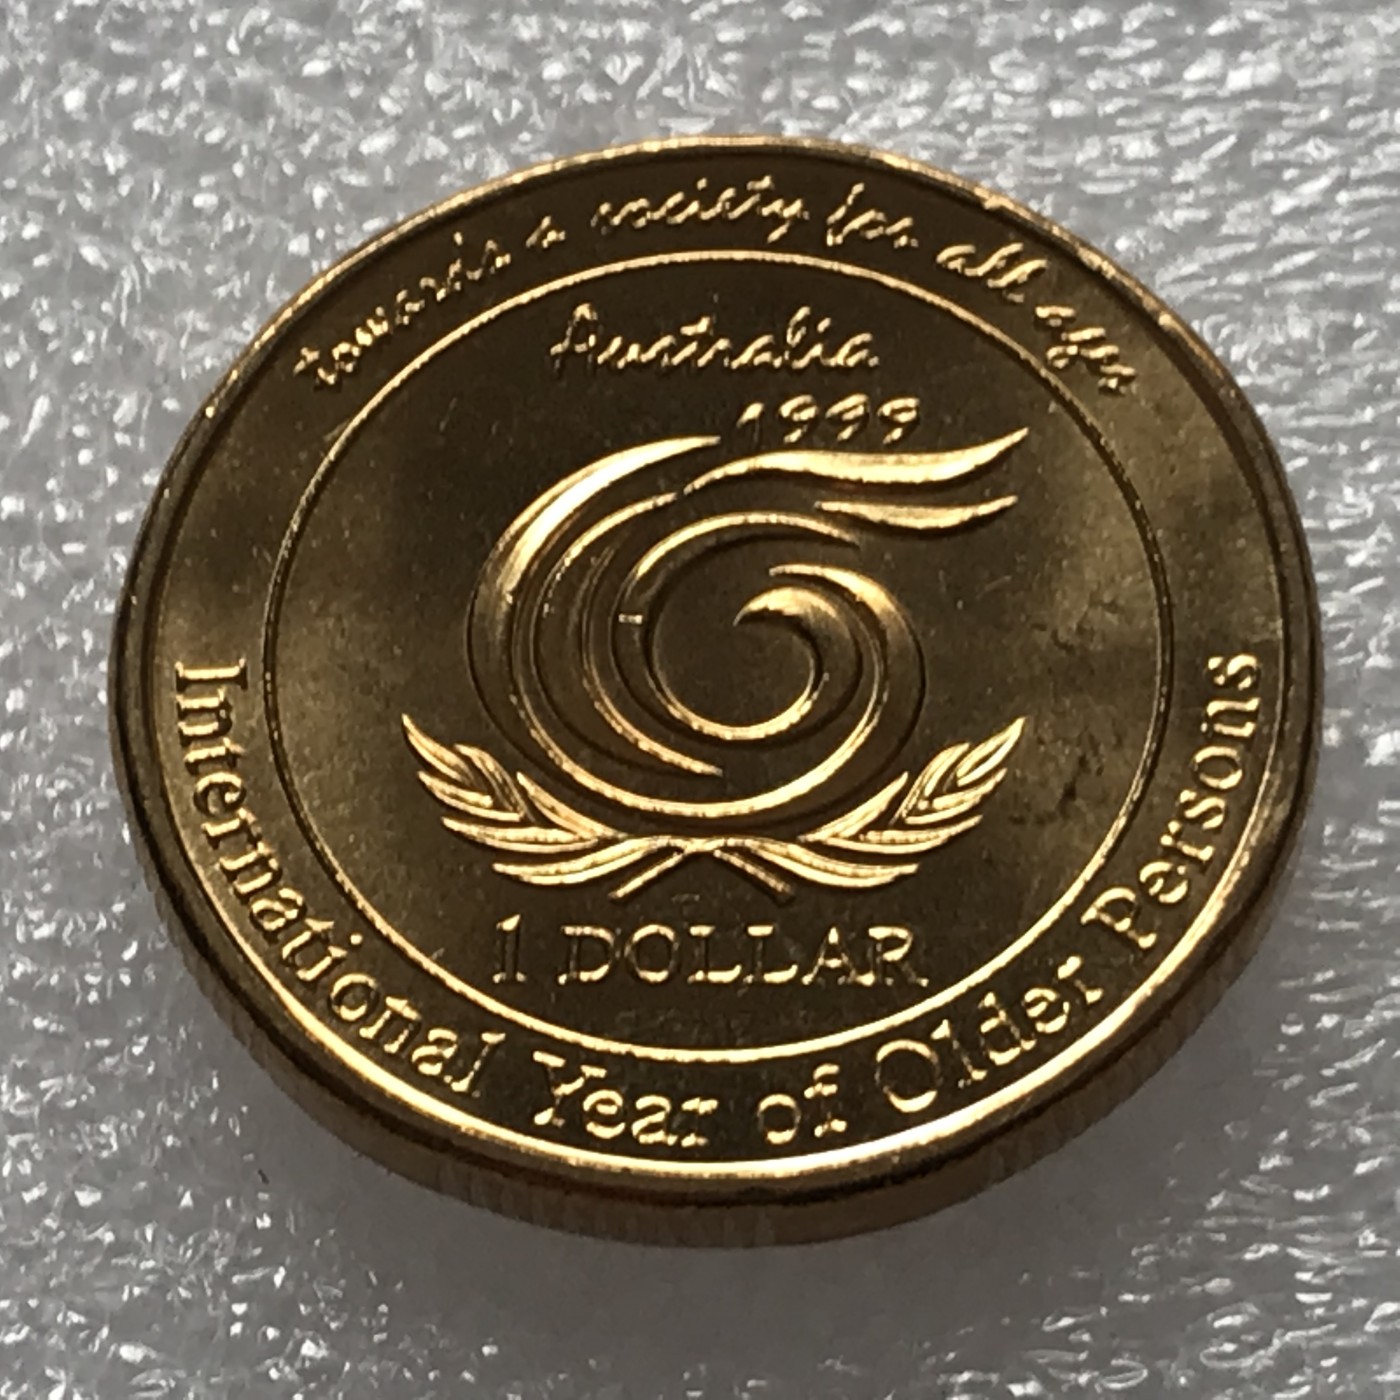 towards a society for all ages
Australia
1999
1 DOLLAR
International Year of Older Persons